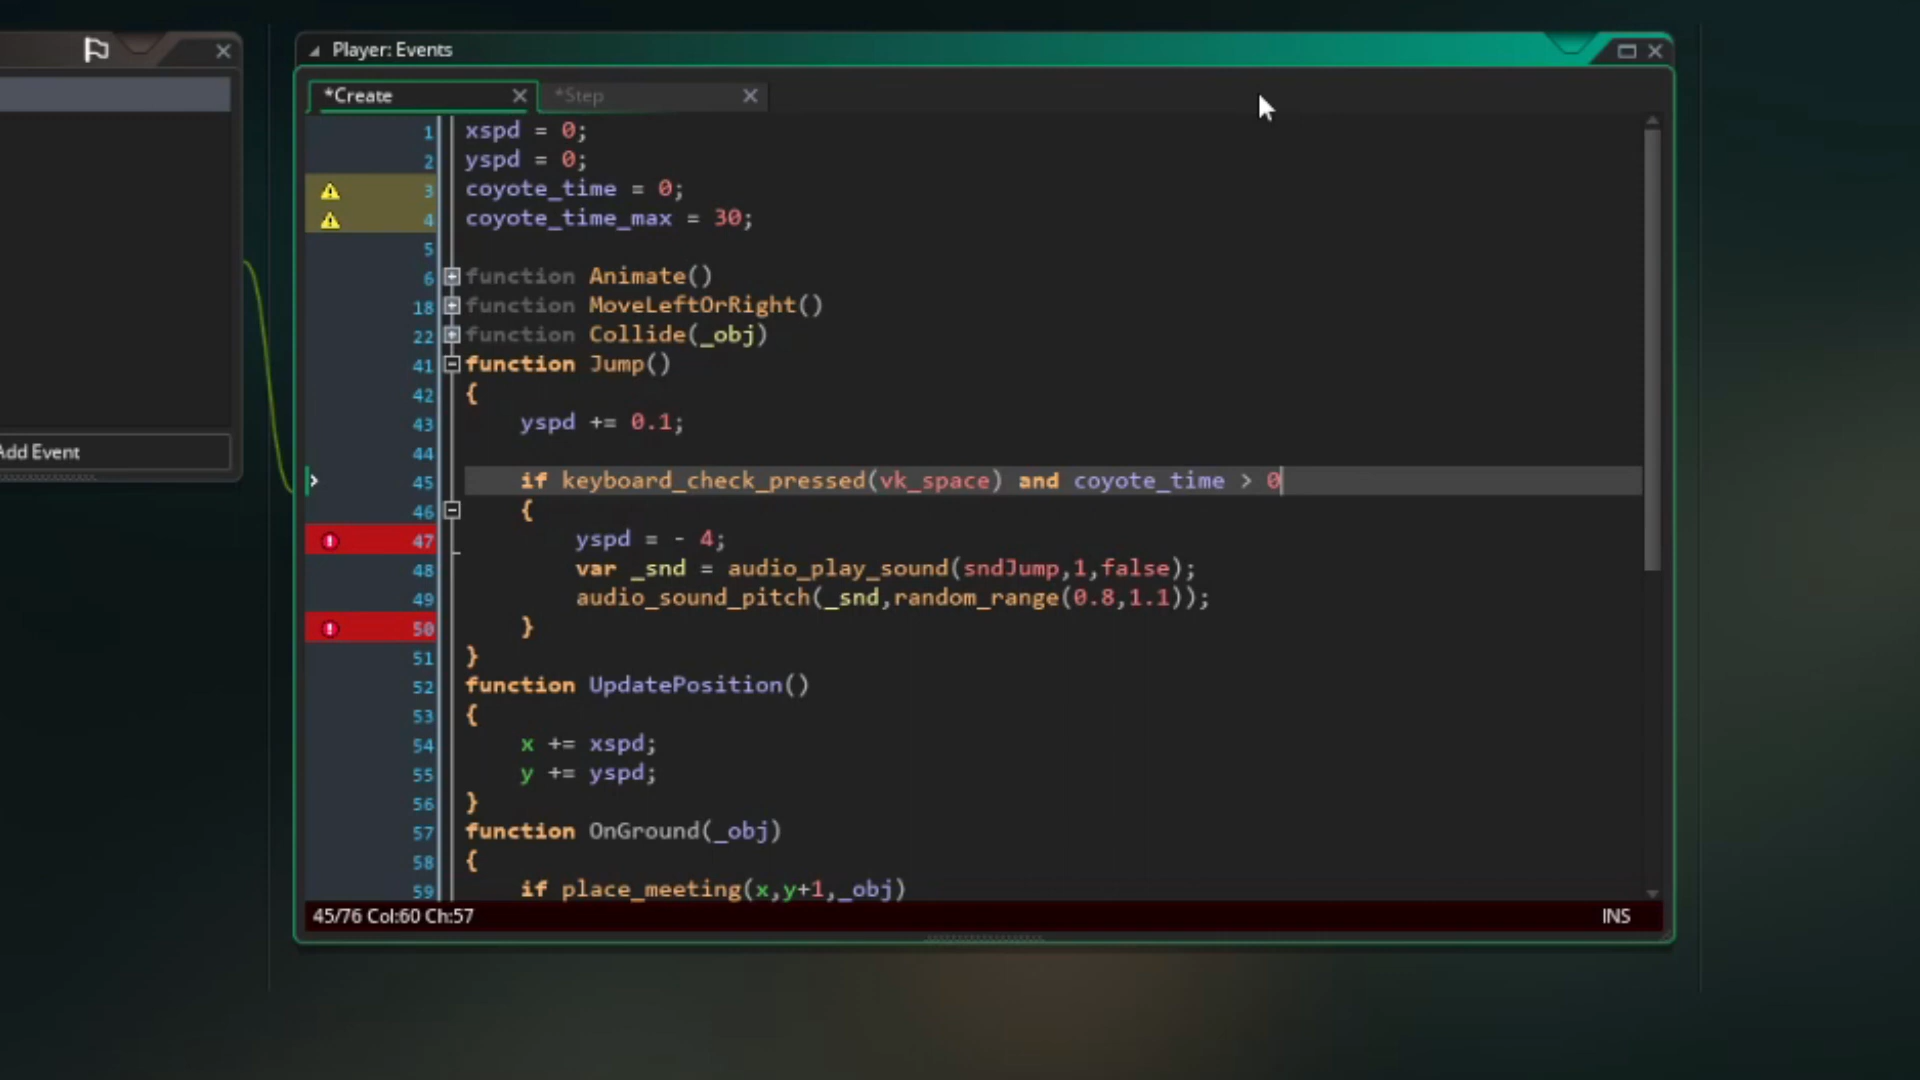 Player: Events
*Create
*Step
1 xspd = 0;
2 yspd = 0;
3 coyote_time = 0;
4 coyote_time_max = 30;
5
6 function Animate()
18 function MoveLeftOrRight()
22 function Collide(_obj)
41 function Jump()
42 {
43 yspd += 0.1;
44
45 if keyboard_check_pressed(vk_space) and coyote_time > 0
46 {
47 yspd = - 4;
48 var _snd = audio_play_sound(sndJump,1,false);
49 audio_sound_pitch(_snd,random_range(0.8,1.1));
50 }
51 }
52 function UpdatePosition()
53 {
54 x += xspd;
55 y += yspd;
56 }
57 function OnGround(_obj)
58 {
59 if place_meeting(x,y+1,_obj)
45/76 Col:60 Ch:57
INS
Add Event